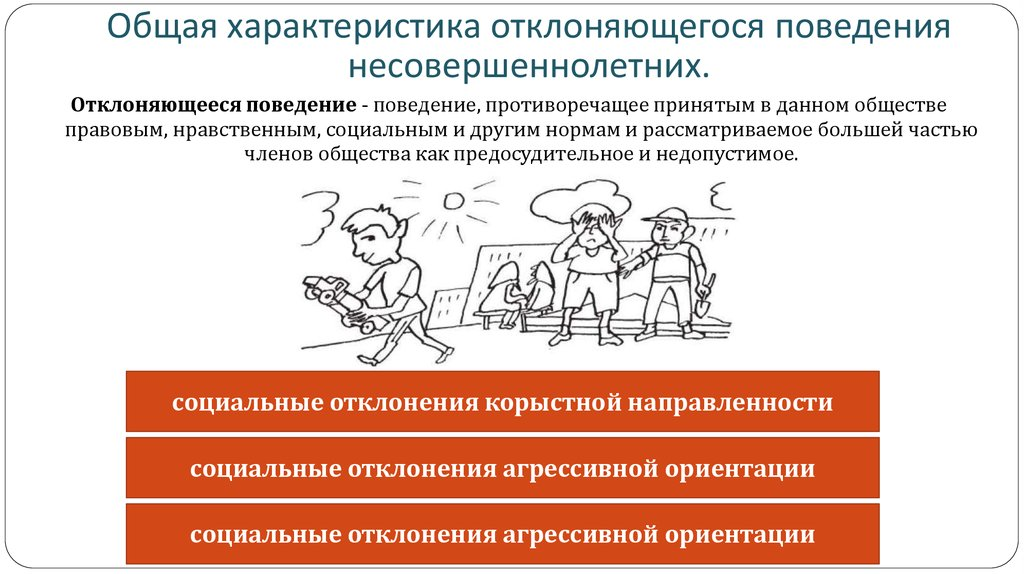 Общая характеристика отклоняющегося поведения
несовершеннолетних.
Отклоняющееся поведение - поведение, противоречащее принятым в данном обществе
правовым, нравственным, социальным и другим нормам и рассматриваемое большей частью
членов общества как предосудительное и недопустимое.
социальные отклонения корыстной направленности
социальные отклонения агрессивной ориентации
социальные отклонения агрессивной ориентации